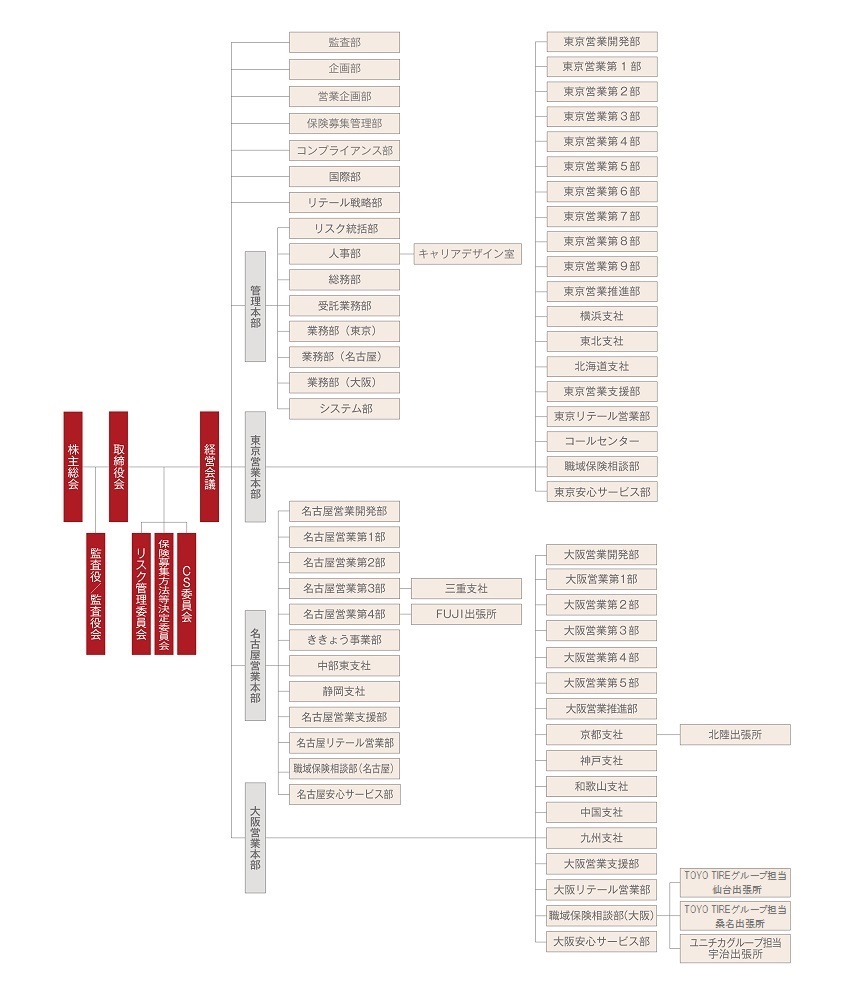 株主総会
監査役／監査役会
取締役会
リスク管理委員会
保険募集方法等決定委員会
CS委員会
経営会議
監査部
企画部
営業企画部
保険募集管理部
コンプライアンス部
国際部
リテール戦略部
管理本部
リスク統括部
人事部
キャリアデザイン室
総務部
受託業務部
業務部（東京）
業務部（名古屋）
業務部（大阪）
システム部
東京営業本部
東京営業開発部
東京営業第1部
東京営業第2部
東京営業第3部
東京営業第4部
東京営業第5部
東京営業第6部
東京営業第7部
東京営業第8部
東京営業第9部
東京営業推進部
横浜支社
東北支社
北海道支社
東京営業支援部
東京リテール営業部
コールセンター
職域保険相談部
東京安心サービス部
名古屋営業本部
名古屋営業開発部
名古屋営業第1部
名古屋営業第2部
名古屋営業第3部
三重支社
名古屋営業第4部
FUJI出張所
ききょう事業部
中部東支社
静岡支社
名古屋営業支援部
名古屋リテール営業部
職域保険相談部（名古屋）
名古屋安心サービス部
大阪営業本部
大阪営業開発部
大阪営業第1部
大阪営業第2部
大阪営業第3部
大阪営業第4部
大阪営業第5部
大阪営業推進部
京都支社
北陸出張所
神戸支社
和歌山支社
中国支社
九州支社
大阪営業支援部
大阪リテール営業部
職域保険相談部（大阪）
TOYO TIREグループ担当
仙台出張所
TOYO TIREグループ担当
桑名出張所
ユニチカグループ担当
宇治出張所
大阪安心サービス部